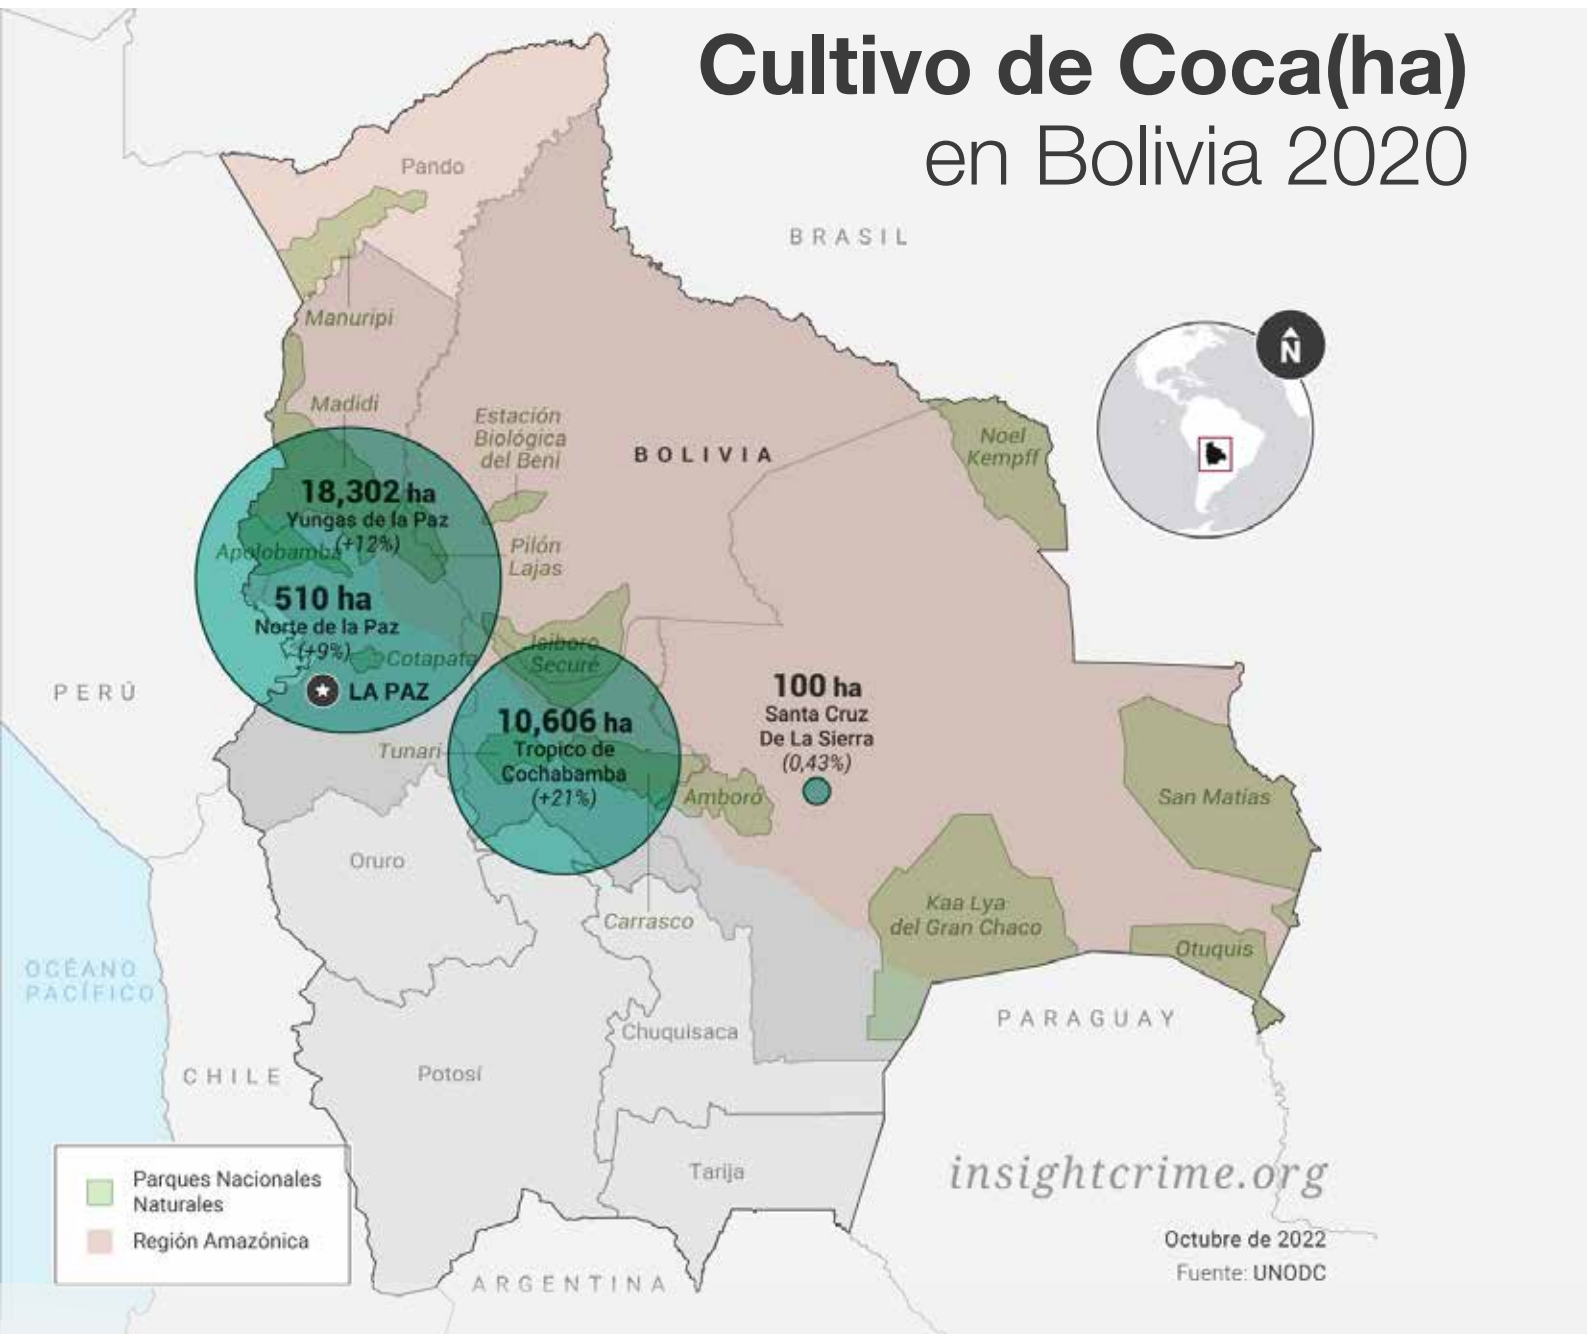 Cultivo de Coca(ha)
en Bolivia 2020
Pando
BRASIL
N
Manuripi
Madidi
Estación
Biológica
del Beni
BOLIVIA
Noel
Kempff
18,302 ha
Yungas de la Paz
(+12%)
Apolobamba
Pilón
Lajas
510 ha
Norte de la Paz
(+9%)
Cotapata
Isiboro
Securé
LA PAZ
PERÚ
100 ha
Santa Cruz
De La Sierra
(0,43%)
10,606 ha
Tropico de
Cochabamba
(+21%)
Tunari
Amboró
San Matías
Oruro
Carrasco
Kaa Lya
del Gran Chaco
Otuquis
OCÉANO
PACÍFICO
PARAGUAY
Chuquisaca
CHILE
Potosí
Tarija
Parques Nacionales
Naturales
Región Amazónica
insightcrime.org
Octubre de 2022
Fuente: UNODC
ARGENTINA